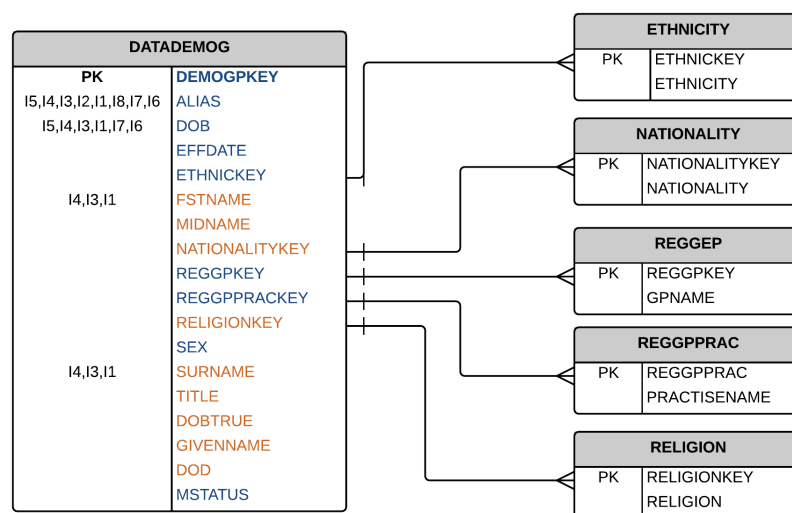 DATADEMOG
PK DEMOGPKEY
I5,I4,I3,I2,I1,I8,I7,I6 ALIAS
I5,I4,I3,I1,I7,I6 DOB
EFFDATE
ETHNICKEY
I4,I3,I1 FSTNAME
MIDNAME
NATIONALITYKEY
REGGPKEY
REGGPPRACKEY
RELIGIONKEY
SEX
I4,I3,I1 SURNAME
TITLE
DOBTRUE
GIVENNAME
DOD
MSTATUS
ETHNICITY
PK ETHNICKEY
ETHNICITY
NATIONALITY
PK NATIONALITYKEY
NATIONALITY
REGGEP
PK REGGPKEY
GPNAME
REGGPPRAC
PK REGGPPRAC
PRACTISENAME
RELIGION
PK RELIGIONKEY
RELIGION